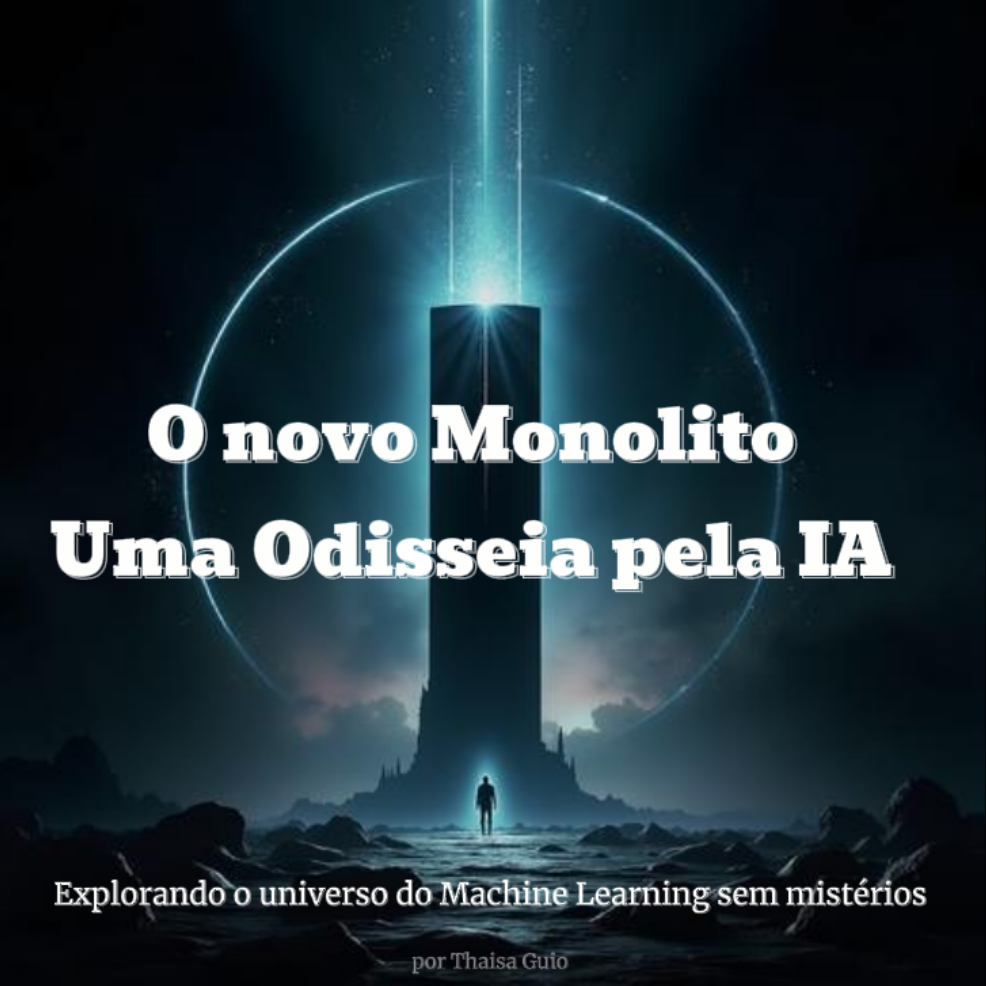 O novo Monolito
Uma Odisseia pela IA
Explorando o universo do Machine Learning sem mistérios
por Thaisa Guio